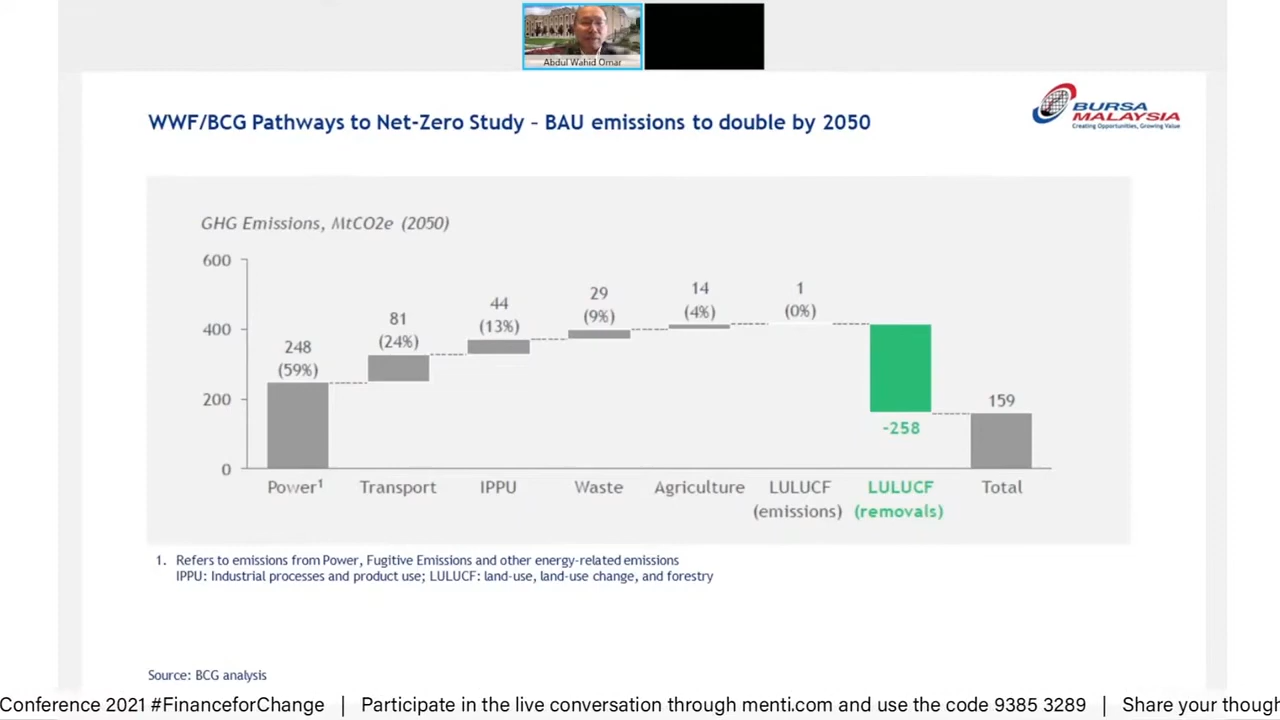 Abdul Wahid Omar
WWF/BCG Pathways to Net-Zero Study – BAU emissions to double by 2050
BURSA
MALAYSIA
Creating Opportunities, Growing Value
GHG Emissions, MtCO2e (2050)
600
400
200
0
248
(59%)
81
(24%)
44
(13%)
29
(9%)
14
(4%)
1
(0%)
-258
159
Power¹
Transport
IPPU
Waste
Agriculture
LULUCF
(emissions)
LULUCF
(removals)
Total
1. Refers to emissions from Power, Fugitive Emissions and other energy-related emissions
IPPU: Industrial processes and product use; LULUCF: land-use, land-use change, and forestry
Source: BCG analysis
Conference 2021 #FinanceforChange | Participate in the live conversation through menti.com and use the code 9385 3289 | Share your though